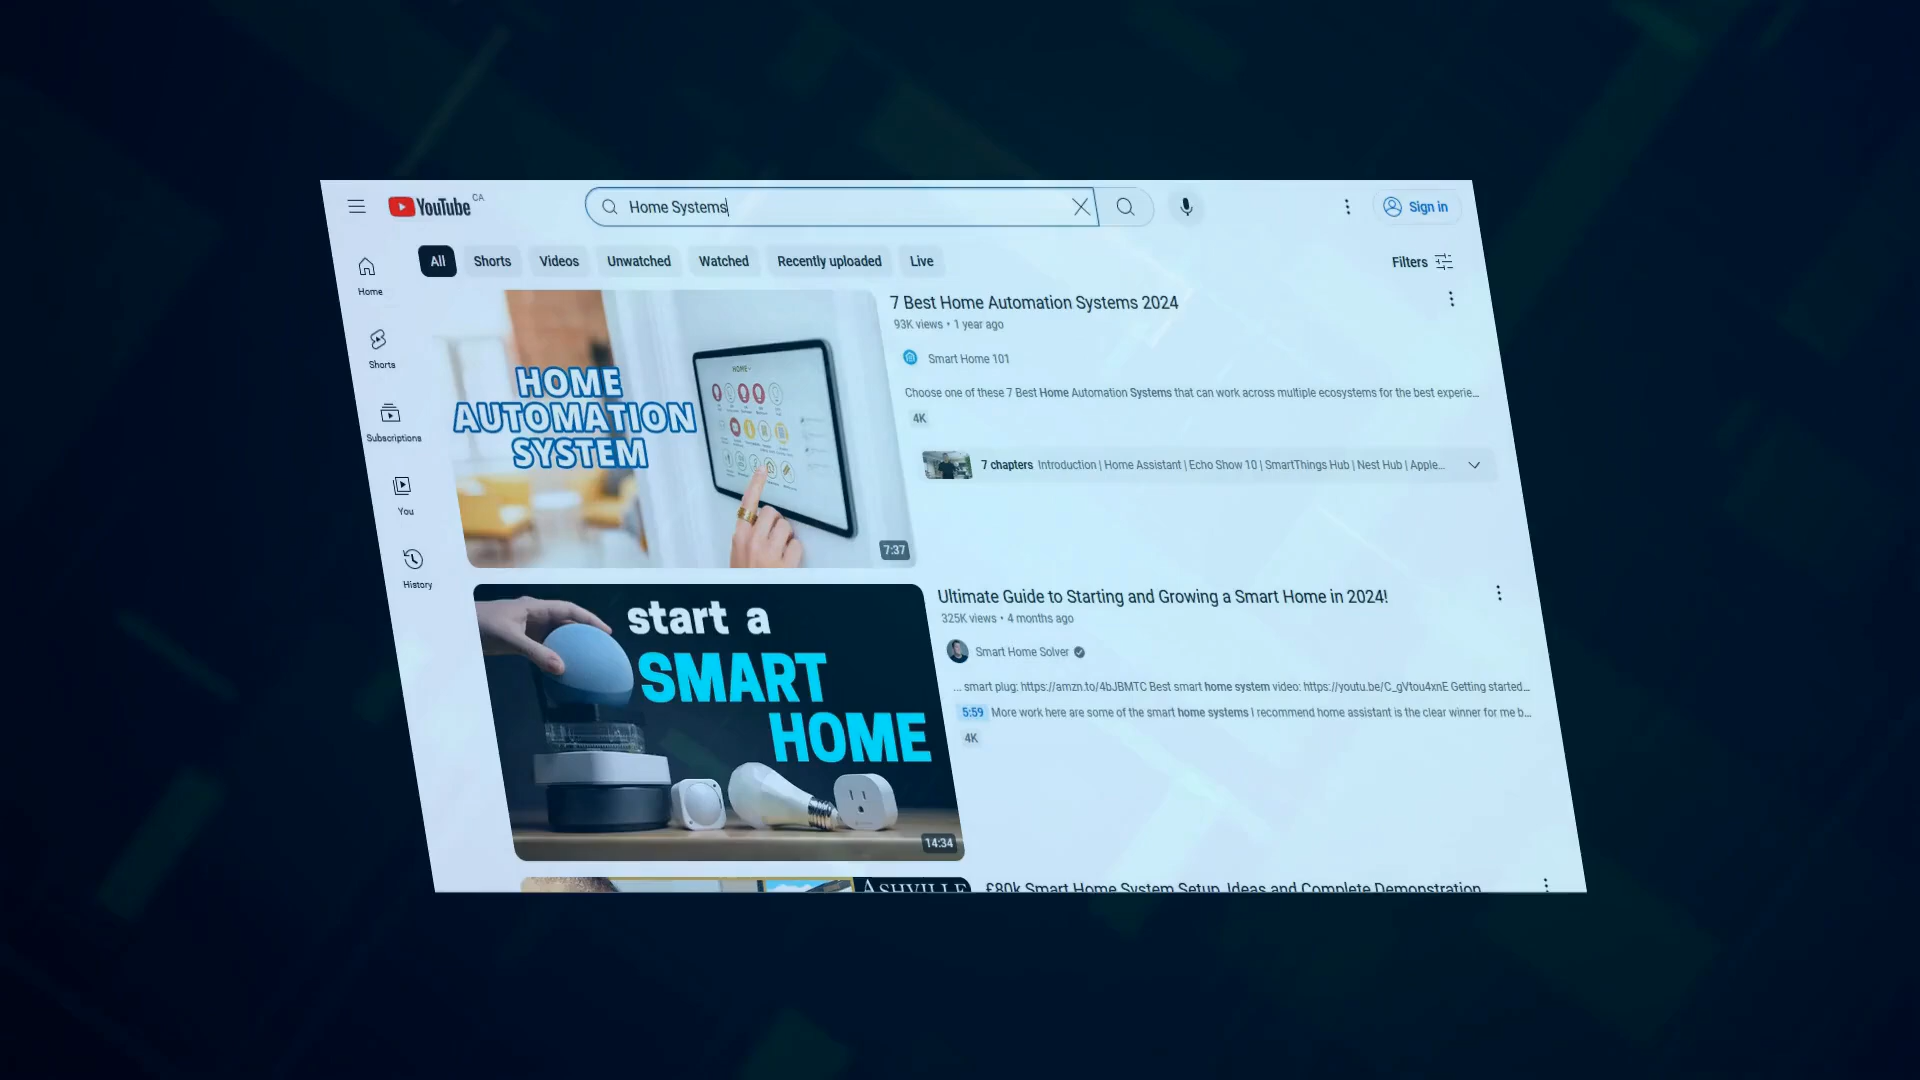 YouTube CA
Home Systems
Sign in
All
Shorts
Videos
Unwatched
Watched
Recently uploaded
Live
Filters
Home
Shorts
Subscriptions
You
History
HOME
AUTOMATION
SYSTEM
HOME
7:37
7 Best Home Automation Systems 2024
93K views • 1 year ago
Smart Home 101
Choose one of these 7 Best Home Automation Systems that can work across multiple ecosystems for the best experie...
4K
7 chapters Introduction | Home Assistant | Echo Show 10 | SmartThings Hub | Nest Hub | Apple...
start a
SMART
HOME
14:34
Ultimate Guide to Starting and Growing a Smart Home in 2024!
325K views • 4 months ago
Smart Home Solver
... smart plug: https://amzn.to/4bJBMTC Best smart home system video: https://youtu.be/C_gVtou4xnE Getting started...
5:59 More work here are some of the smart home systems I recommend home assistant is the clear winner for me b...
4K
ASHVILLE
£80k Smart Home System Setup, Ideas and Complete Demonstration